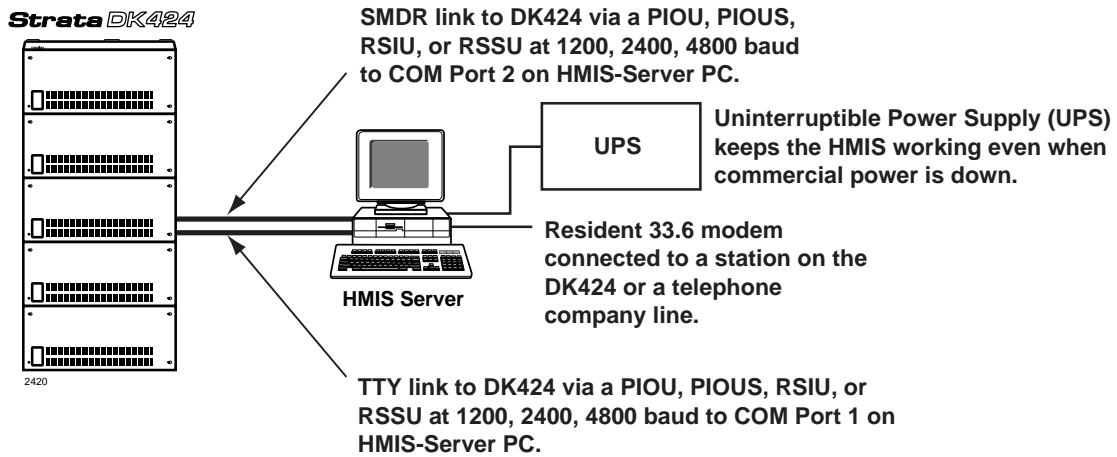 Strata DK424
SMDR link to DK424 via a PIOU, PIOUS,
RSIU, or RSSU at 1200, 2400, 4800 baud
to COM Port 2 on HMIS-Server PC.
UPS
Uninterruptible Power Supply (UPS)
keeps the HMIS working even when
commercial power is down.
Resident 33.6 modem
connected to a station on the
DK424 or a telephone
company line.
HMIS Server
2420
TTY link to DK424 via a PIOU, PIOUS, RSIU, or
RSSU at 1200, 2400, 4800 baud to COM Port 1 on
HMIS-Server PC.